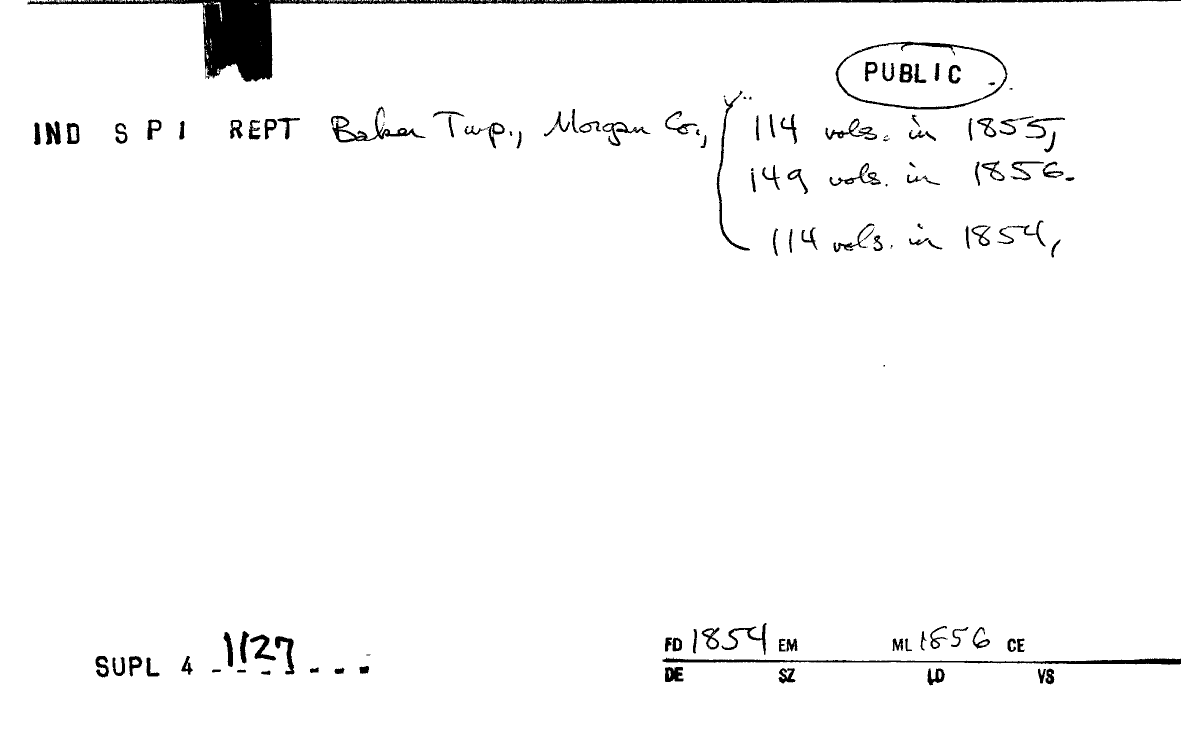 PUBLIC
IND S P I REPT Baker Twp., Morgan Co., 114 vols. in 1855,
149 vols. in 1856.
114 vols. in 1854,
SUPL 4 1127
FD 1854 EM ML 1856 CE
DE SZ LD VS